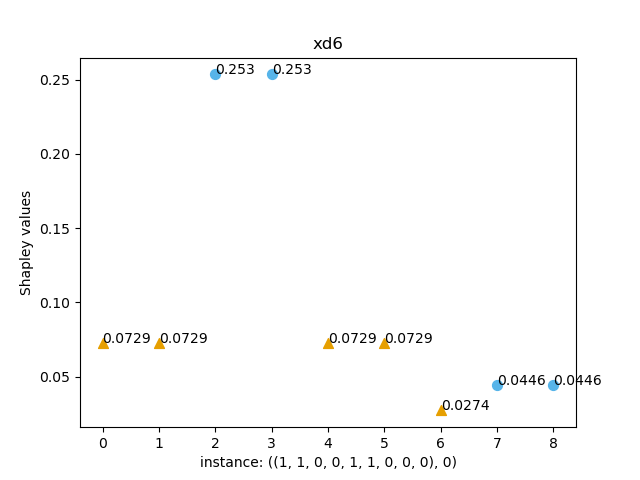 xd6
0.25
0.20
0.15
0.10
0.05
Shapley values
0.253 0.253
0.0729 0.0729 0.0729 0.0729
0.0446 0.0446
0.0274
0 1 2 3 4 5 6 7 8
instance: ((1, 1, 0, 0, 1, 1, 0, 0, 0), 0)